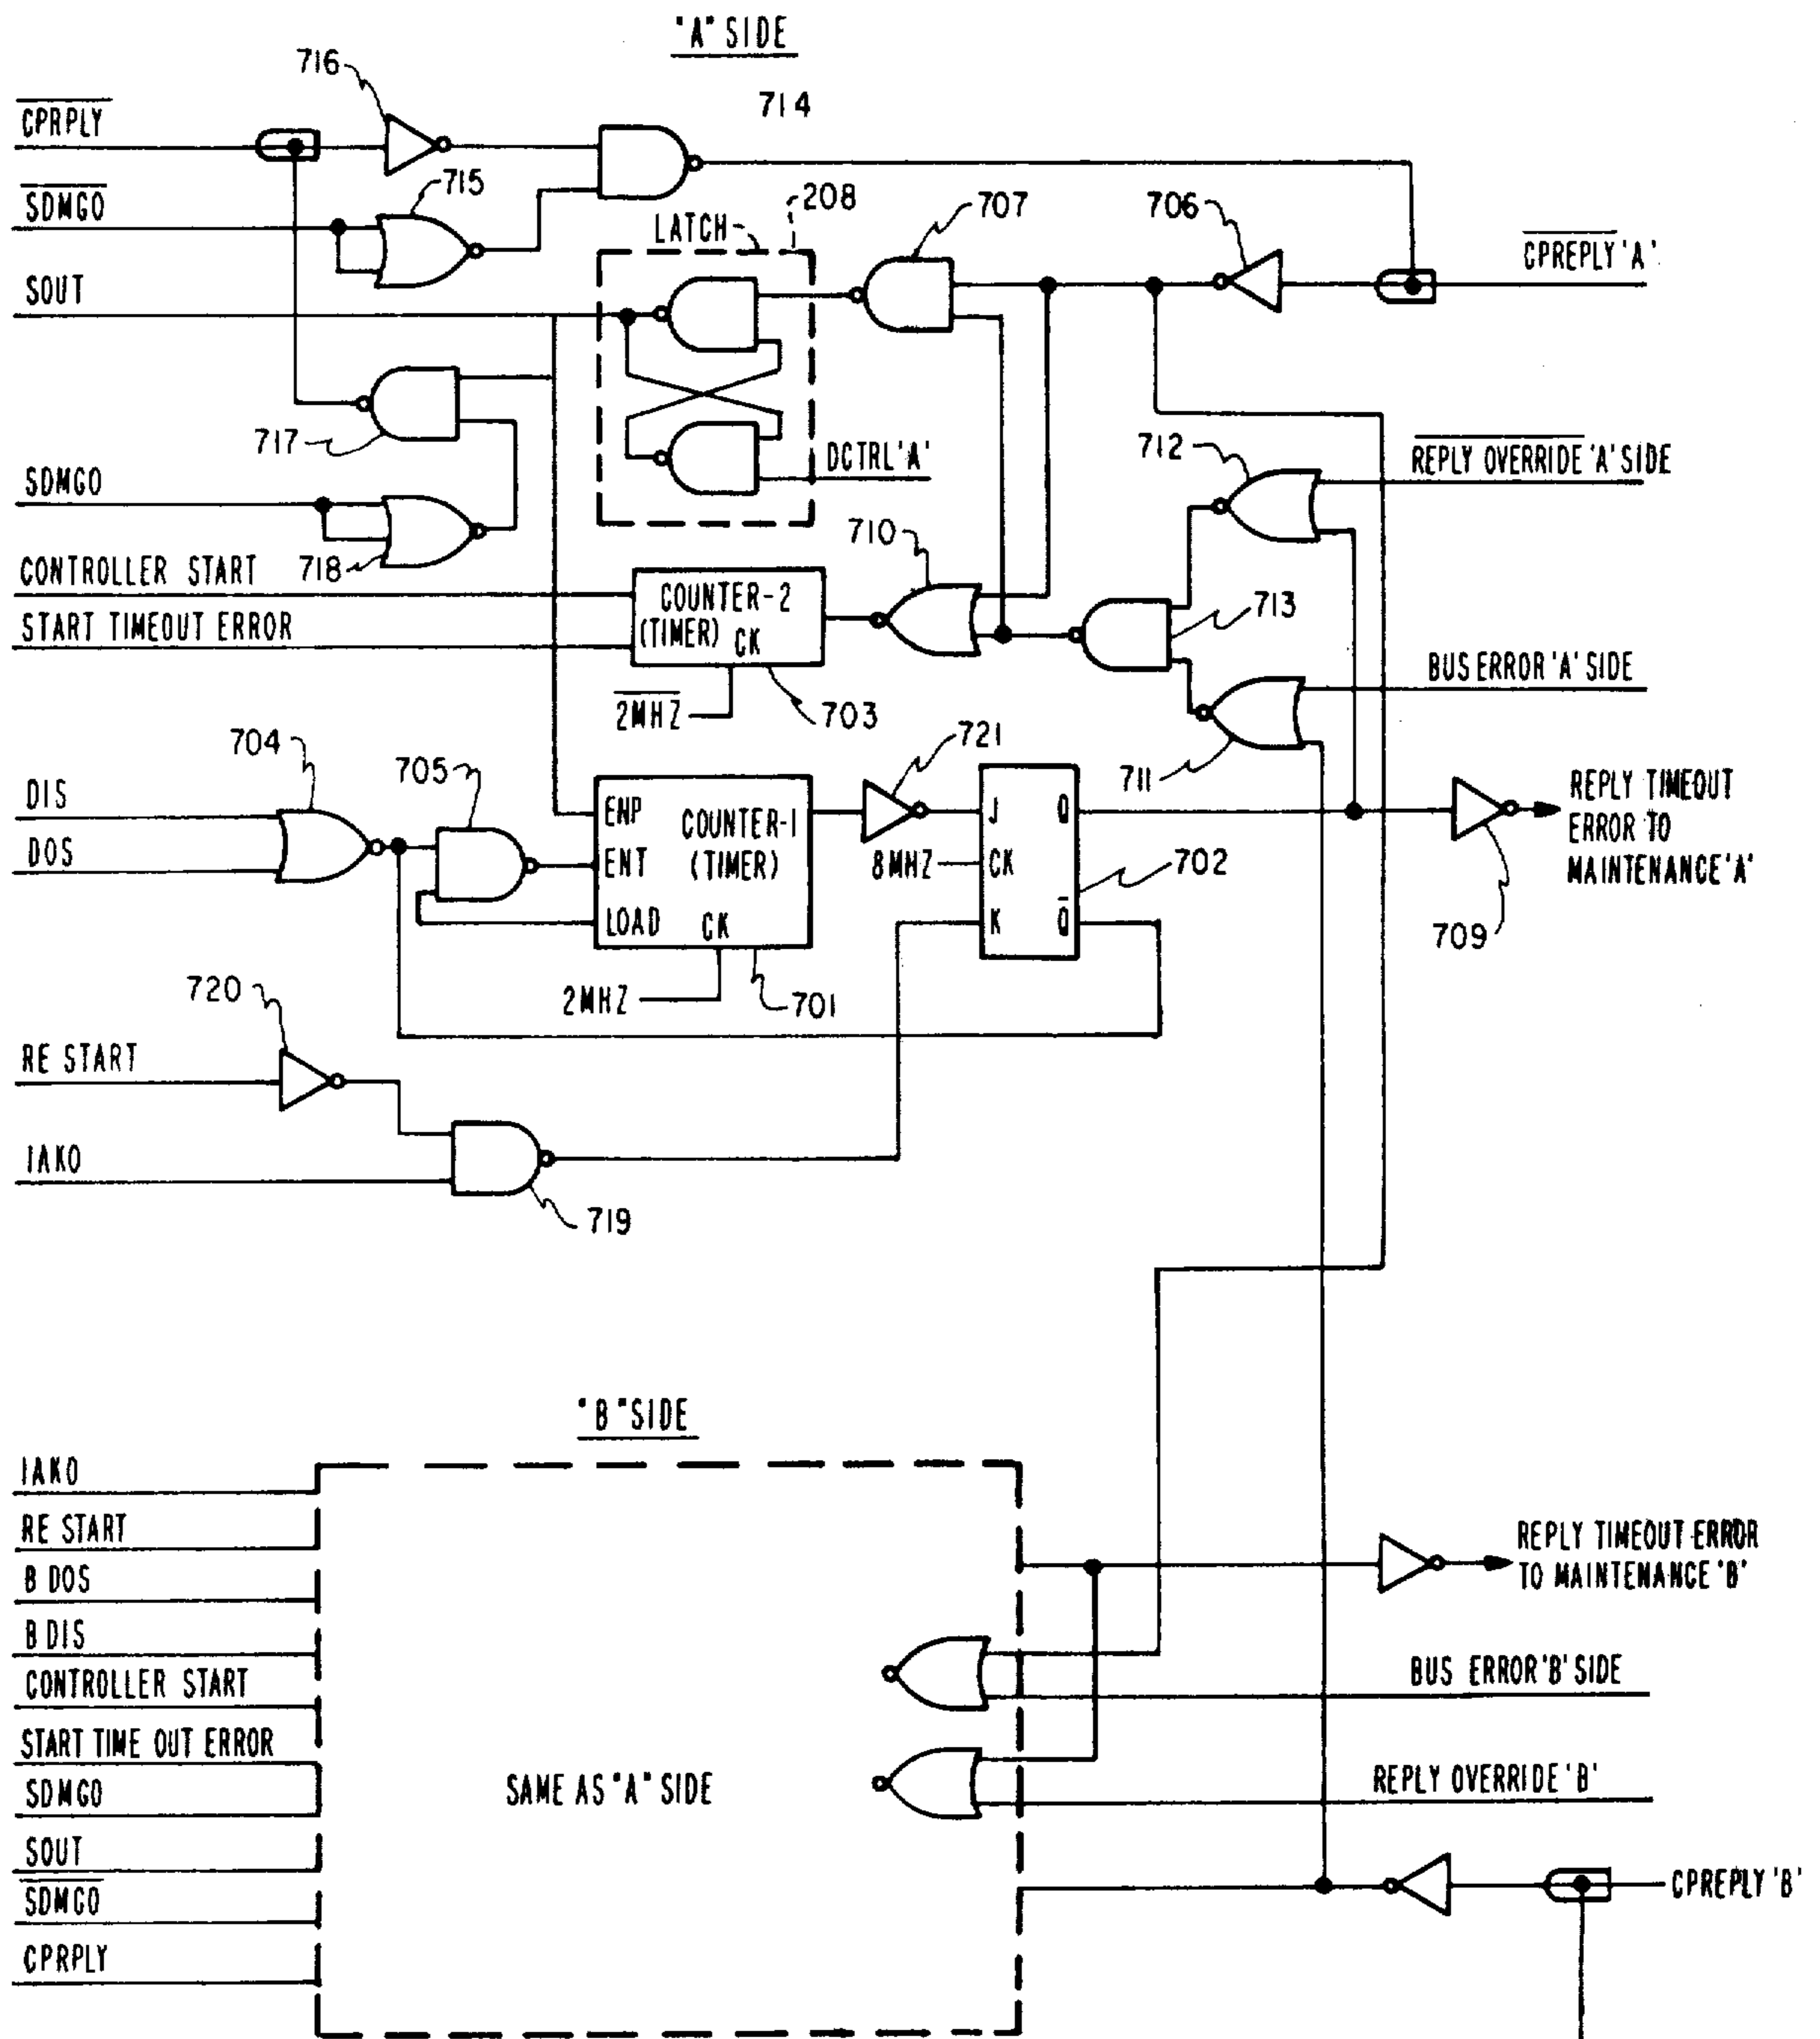 "A" SIDE
716
714
CPRPLY
SDMGO
715
208
LATCH
707
706
CPREPLY 'A'
SOUT
717
DCTRL 'A'
712
REPLY OVERRIDE 'A' SIDE
SDMGO
718
710
CONTROLLER START
START TIMEOUT ERROR
COUNTER-2
(TIMER)
CK
713
BUS ERROR 'A' SIDE
2MHZ
703
704
705
721
711
DIS
DOS
ENP
ENT
LOAD
COUNTER-1
(TIMER)
CK
J
Q
8MHZ
CK
K
Q
702
REPLY TIMEOUT
ERROR TO
MAINTENANCE 'A'
709
2MHZ
701
720
RE START
IAKO
719
"B" SIDE
IAKO
RE START
B DOS
B DIS
CONTROLLER START
START TIME OUT ERROR
SDMGO
SOUT
SDMGO
CPRPLY
SAME AS "A" SIDE
REPLY TIMEOUT ERROR
TO MAINTENANCE 'B'
BUS ERROR 'B' SIDE
REPLY OVERRIDE 'B'
CPREPLY 'B'